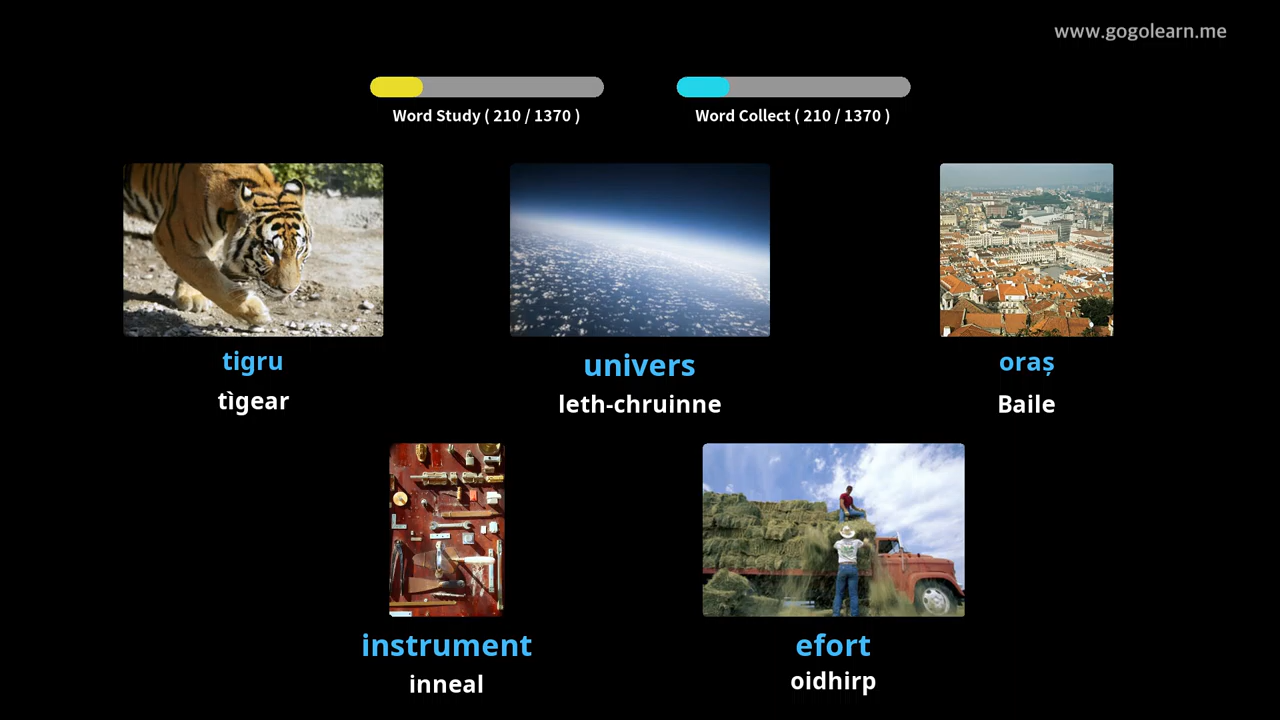 www.gogolearn.me
Word Study ( 210 / 1370 )
Word Collect ( 210 / 1370 )
tigru
univers
oraș
tìgear
leth-chruinne
Baile
instrument
efort
inneal
oidhirp